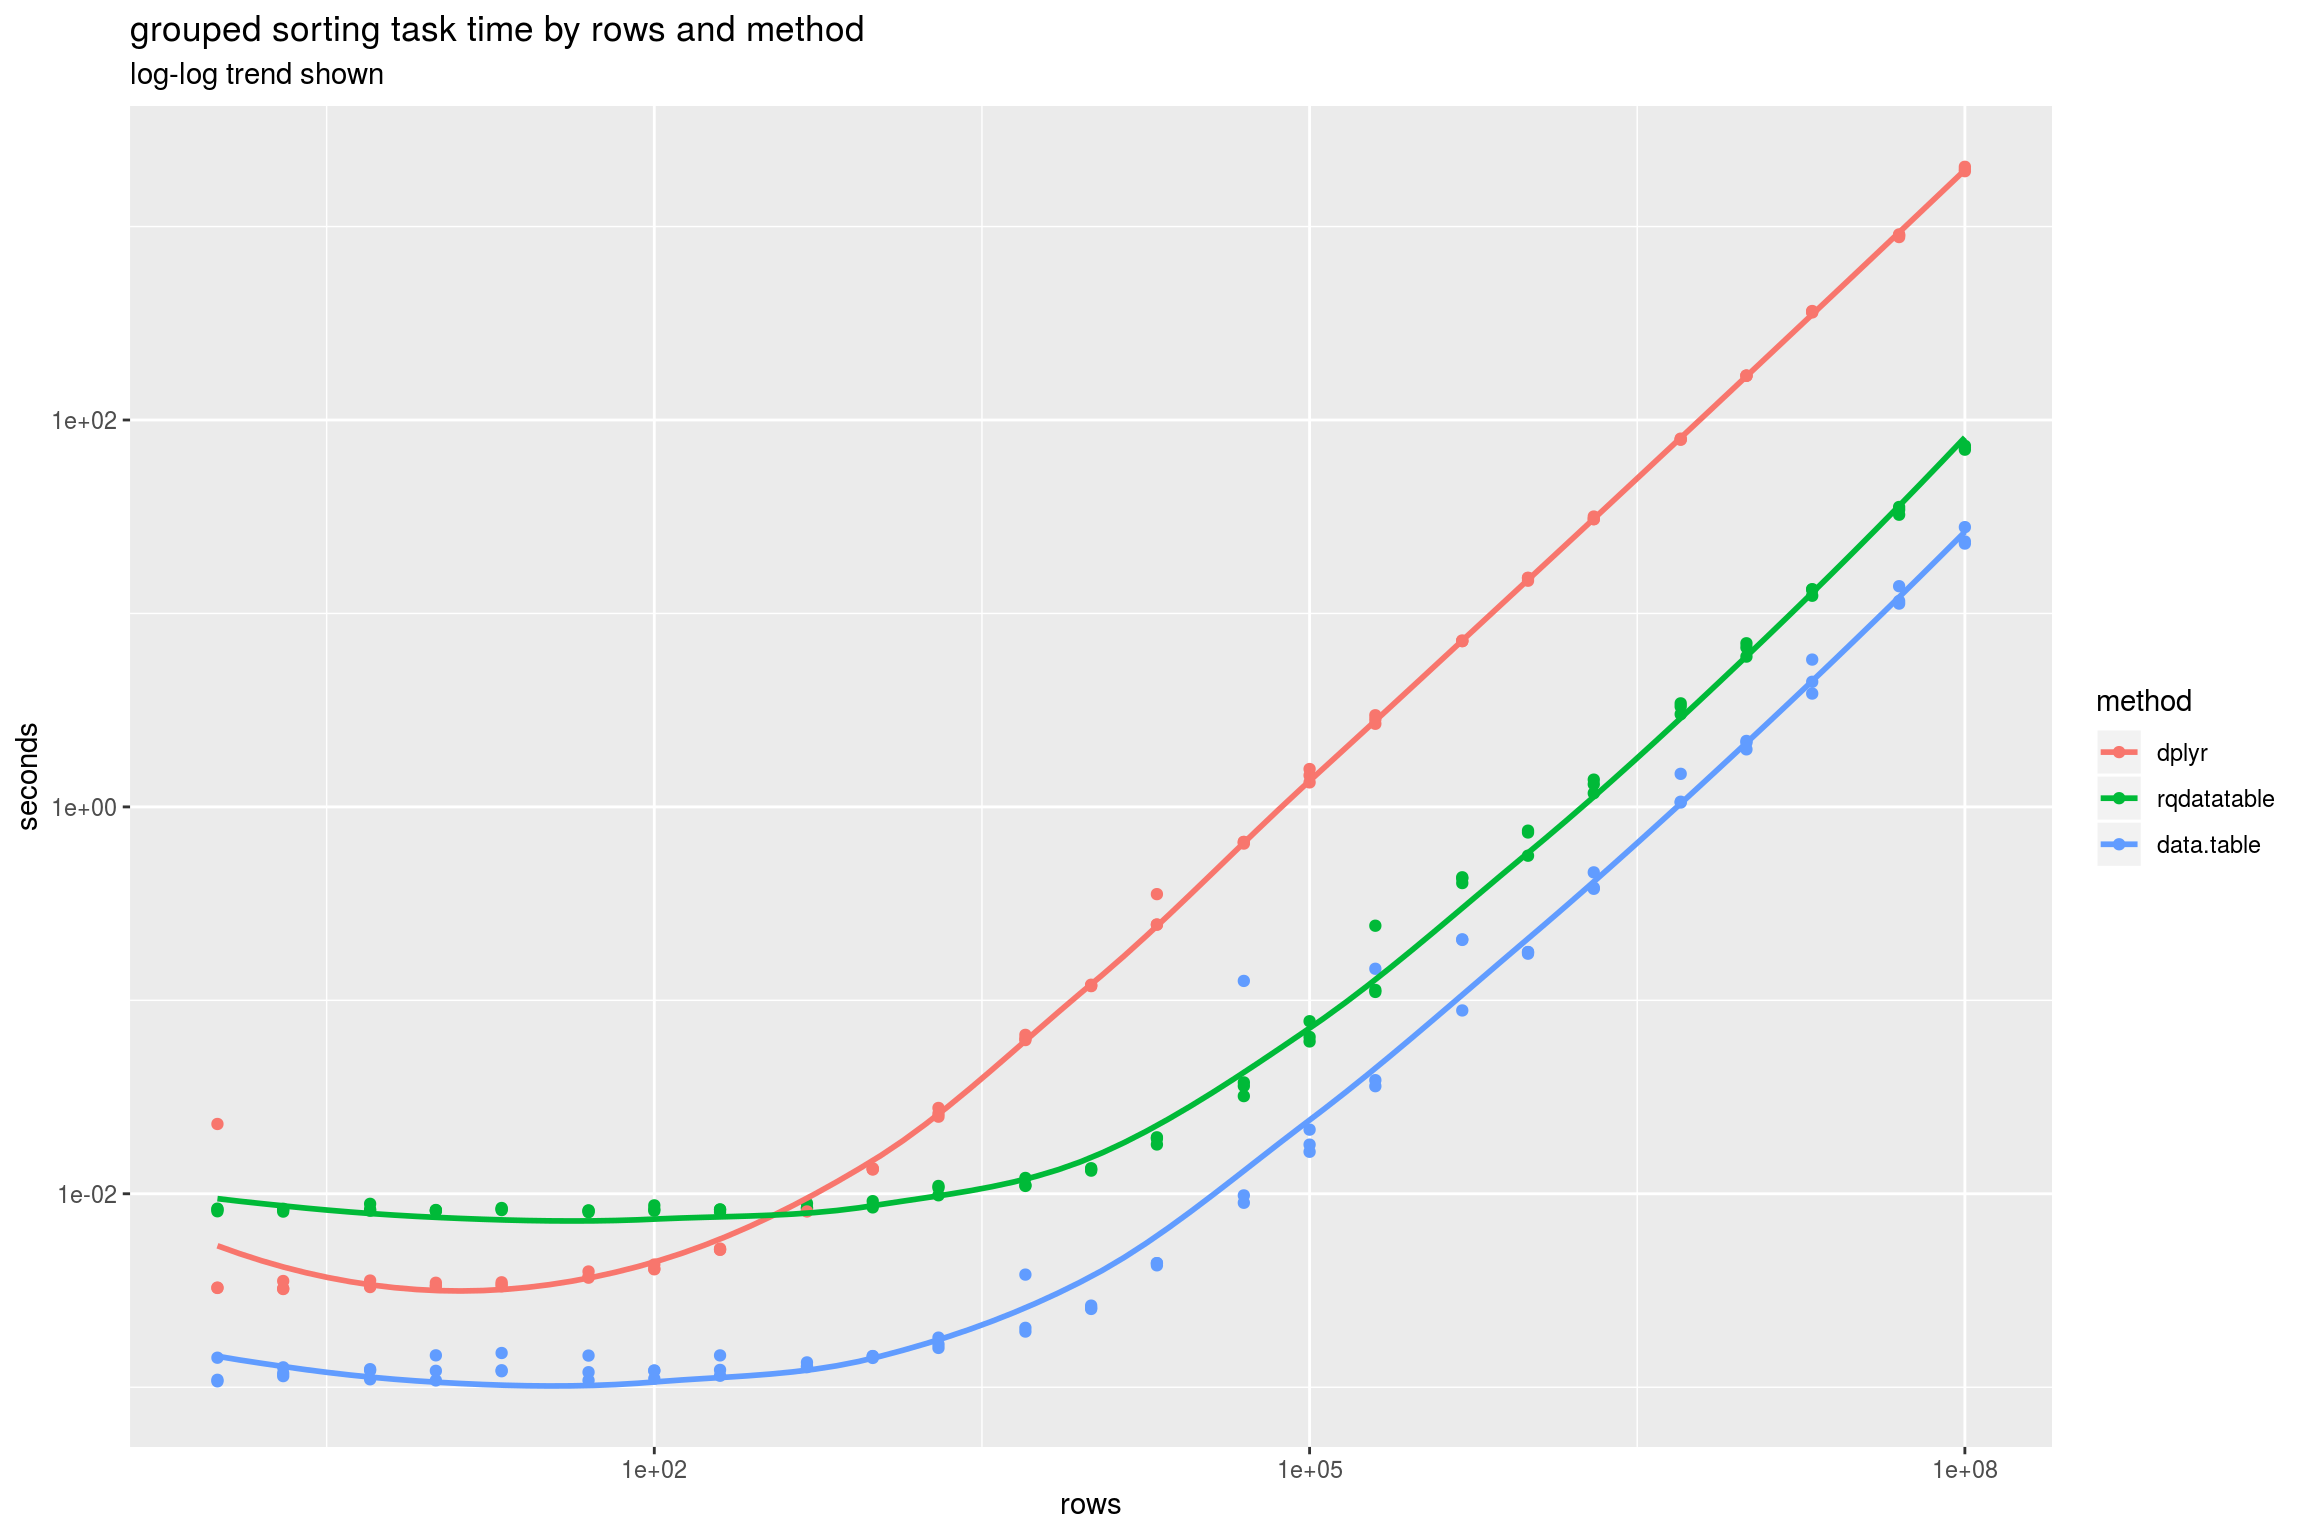 grouped sorting task time by rows and method
log-log trend shown
1e+02
1e+00
1e-02
seconds
1e+02
1e+05
1e+08
rows
method
dplyr
rqdatatable
data.table